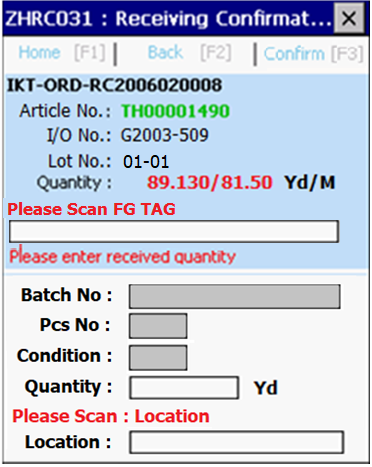 ZHRC031 : Receiving Confirmat... X
Home [F1] | Back [F2] | Confirm [F3]
IKT-ORD-RC2006020008
Article No.: TH00001490
I/O No.: G2003-509
Lot No.: 01-01
Quantity : 89.130/81.50 Yd/M
Please Scan FG TAG
Please enter received quantity
Batch No :
Pcs No :
Condition :
Quantity : Yd
Please Scan : Location
Location :